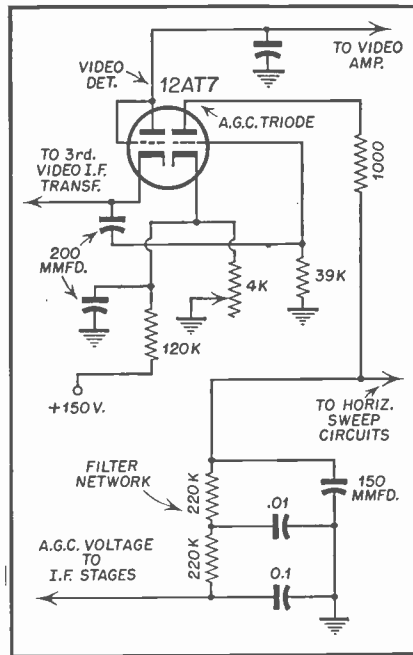 TO VIDEO
AMP.
VIDEO
DET.
12AT7
A.G.C. TRIODE
TO 3rd.
VIDEO I.F.
TRANSF.
1000
200
MMFD.
4K
39K
120K
+150 V.
TO HORIZ.
SWEEP
CIRCUITS
FILTER
NETWORK
220K
.01
150
MMFD.
A.G.C. VOLTAGE
TO
I.F. STAGES
220K
0.1